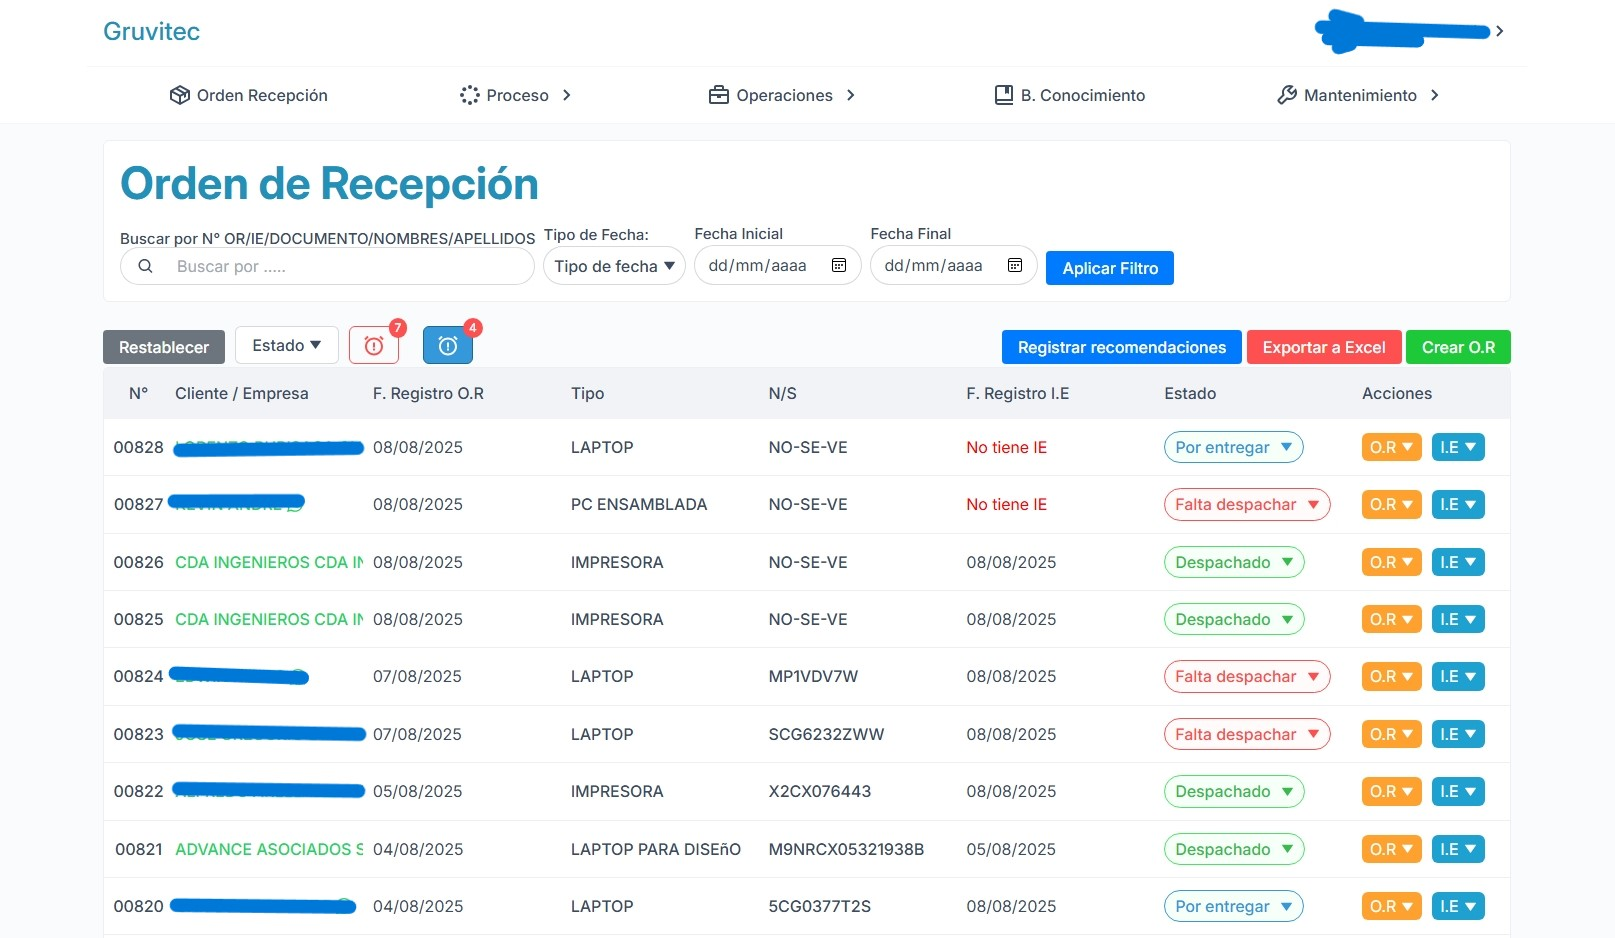 Gruvitec
Orden Recepción Proceso Operaciones B. Conocimiento Mantenimiento
Orden de Recepción
Buscar por N° OR/IE/DOCUMENTO/NOMBRES/APELLIDOS Tipo de Fecha: Fecha Inicial Fecha Final
Buscar por ..... Tipo de fecha dd/mm/aaaa dd/mm/aaaa Aplicar Filtro
7 4
Restablecer Estado Registrar recomendaciones Exportar a Excel Crear O.R
N° Cliente / Empresa F. Registro O.R Tipo N/S F. Registro I.E Estado Acciones
00828 08/08/2025 LAPTOP NO-SE-VE No tiene IE Por entregar O.R I.E
00827 08/08/2025 PC ENSAMBLADA NO-SE-VE No tiene IE Falta despachar O.R I.E
00826 CDA INGENIEROS CDA IN 08/08/2025 IMPRESORA NO-SE-VE 08/08/2025 Despachado O.R I.E
00825 CDA INGENIEROS CDA IN 08/08/2025 IMPRESORA NO-SE-VE 08/08/2025 Despachado O.R I.E
00824 07/08/2025 LAPTOP MP1VDV7W 08/08/2025 Falta despachar O.R I.E
00823 07/08/2025 LAPTOP SCG6232ZWW 08/08/2025 Falta despachar O.R I.E
00822 05/08/2025 IMPRESORA X2CX076443 08/08/2025 Despachado O.R I.E
00821 ADVANCE ASOCIADOS S 04/08/2025 LAPTOP PARA DISEñO M9NRCX05321938B 05/08/2025 Despachado O.R I.E
00820 04/08/2025 LAPTOP 5CG0377T2S 08/08/2025 Por entregar O.R I.E